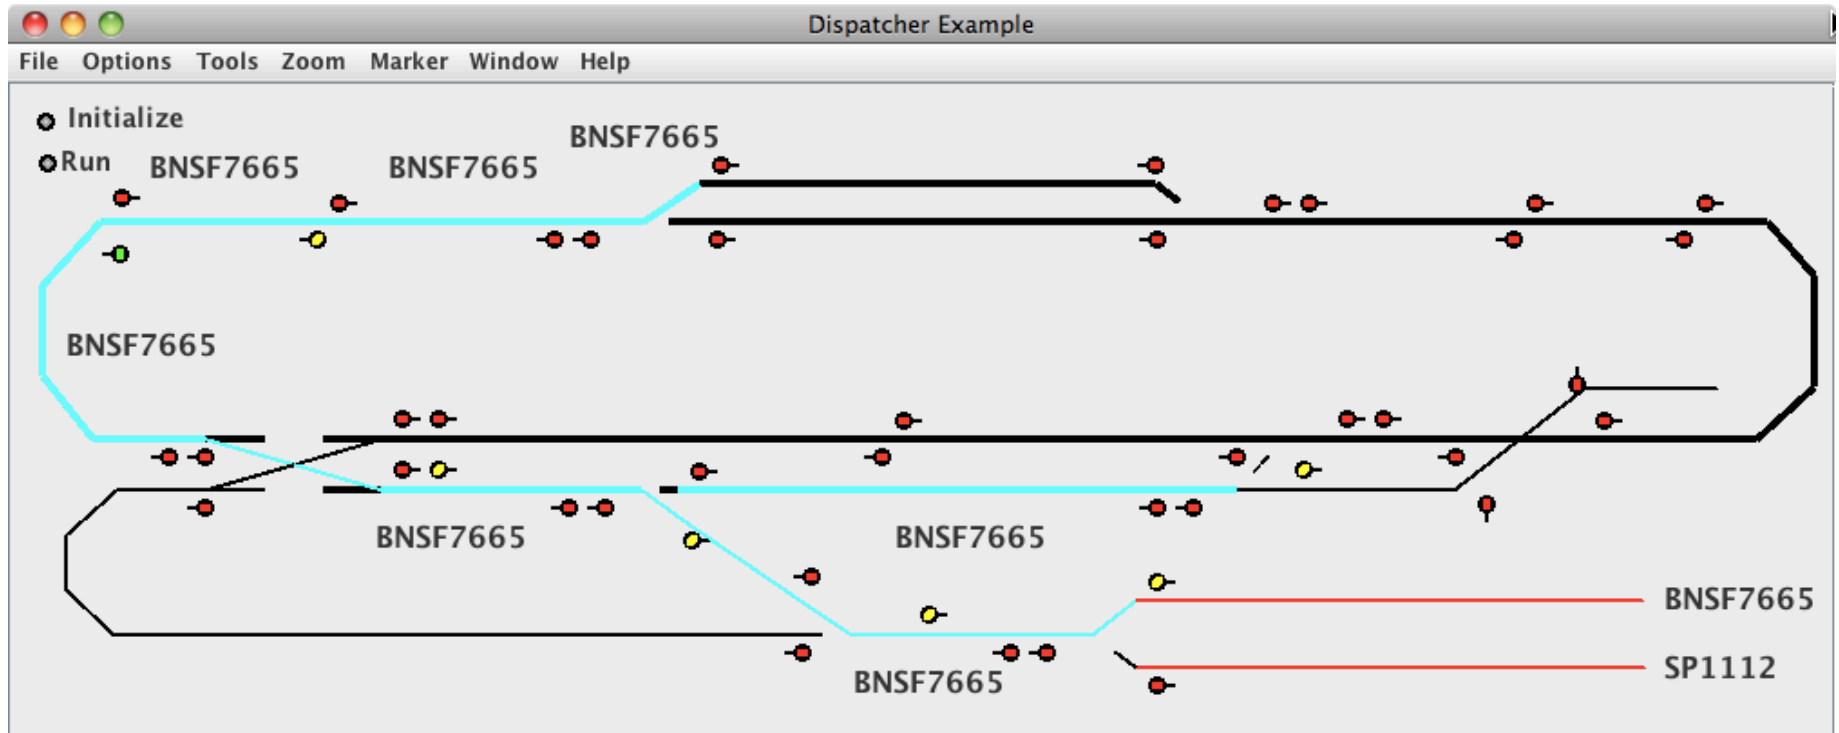 Dispatcher Example
File Options Tools Zoom Marker Window Help
Initialize
BNSF7665
Run
BNSF7665
BNSF7665
BNSF7665
BNSF7665
BNSF7665
BNSF7665
SP1112
BNSF7665